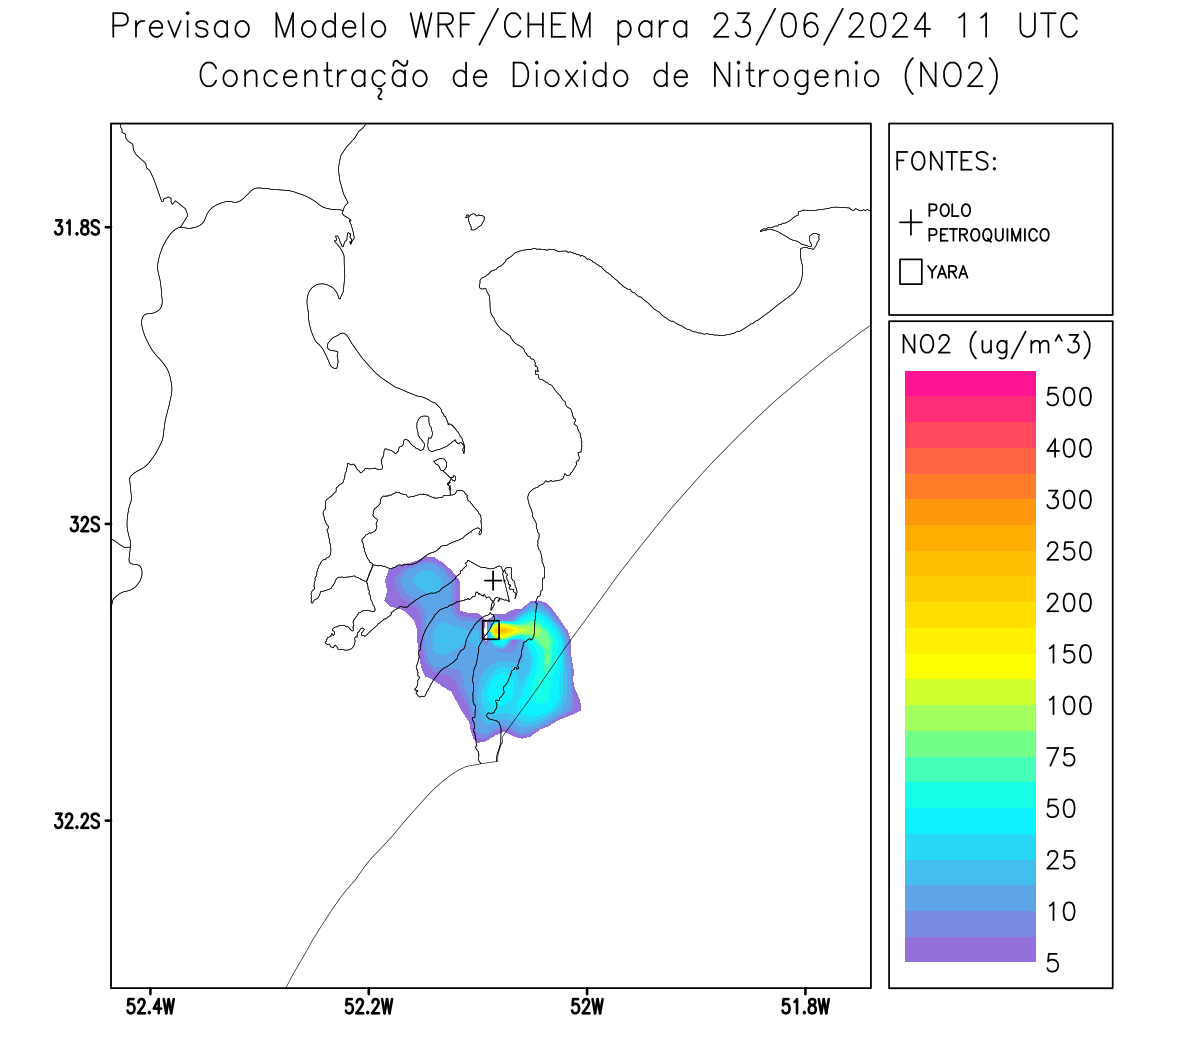 Previsao Modelo WRF/CHEM para 23/06/2024 11 UTC
Concentração de Dioxido de Nitrogenio (NO2)
FONTES:
POLO
PETROQUIMICO
YARA
NO2 (ug/m^3)
500
400
300
250
200
150
100
75
50
25
10
5
31.8S
32S
32.2S
52.4W
52.2W
52W
51.8W